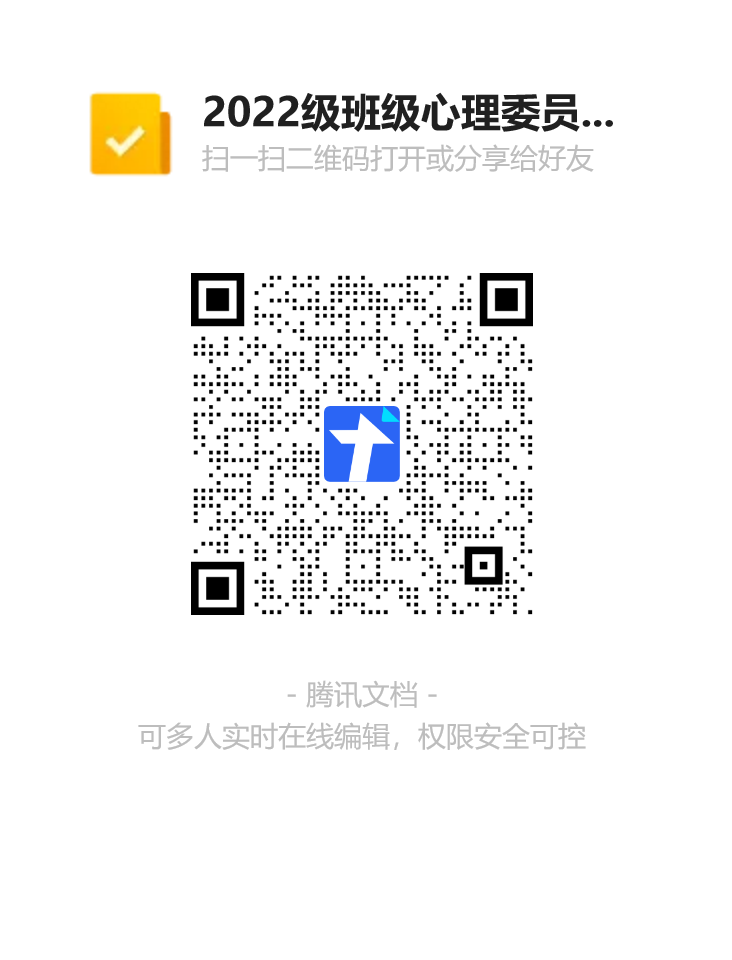 2022级班级心理委员...
扫一扫二维码打开或分享给好友
- 腾讯文档 -
可多人实时在线编辑，权限安全可控